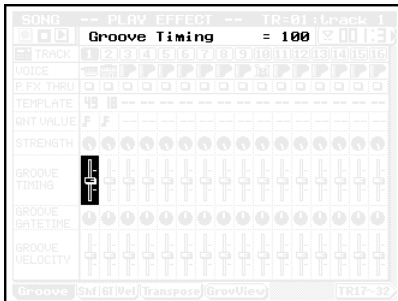 SONG -- PLAY EFFECT -- TR=01:track 1
Groove Timing = 100
TRACK 1 2 3 4 5 6 7 8 9 10 11 12 13 14 15 16
VOICE
P.FX THRU
TEMPLATE 49 18 -- -- -- -- -- -- -- -- -- -- -- -- -- --
QNT VALUE -- -- -- -- -- -- -- -- -- -- -- -- -- --
STRENGTH
GROOVE
TIMING
GROOVE
GATETIME
GROOVE
VELOCITY
Groove Shf GT Vel Transpose GrovView TR17~32